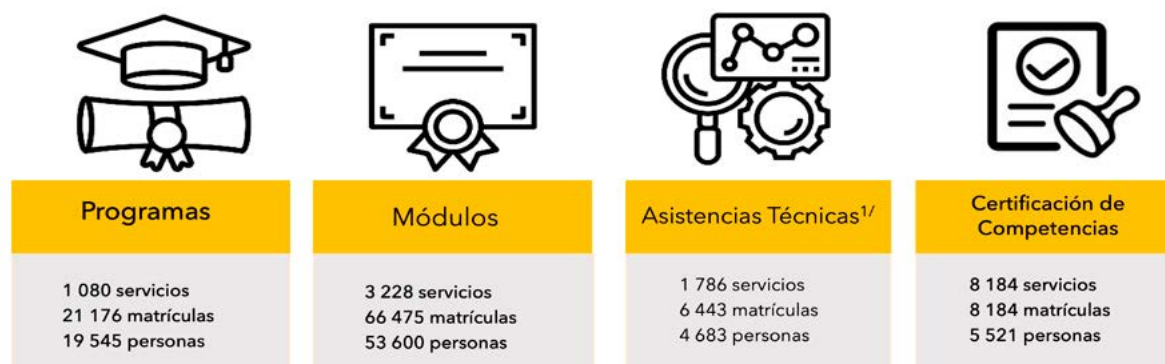 Programas
1 080 servicios
21 176 matrículas
19 545 personas
Módulos
3 228 servicios
66 475 matrículas
53 600 personas
Asistencias Técnicas1/
1 786 servicios
6 443 matrículas
4 683 personas
Certificación de
Competencias
8 184 servicios
8 184 matrículas
5 521 personas